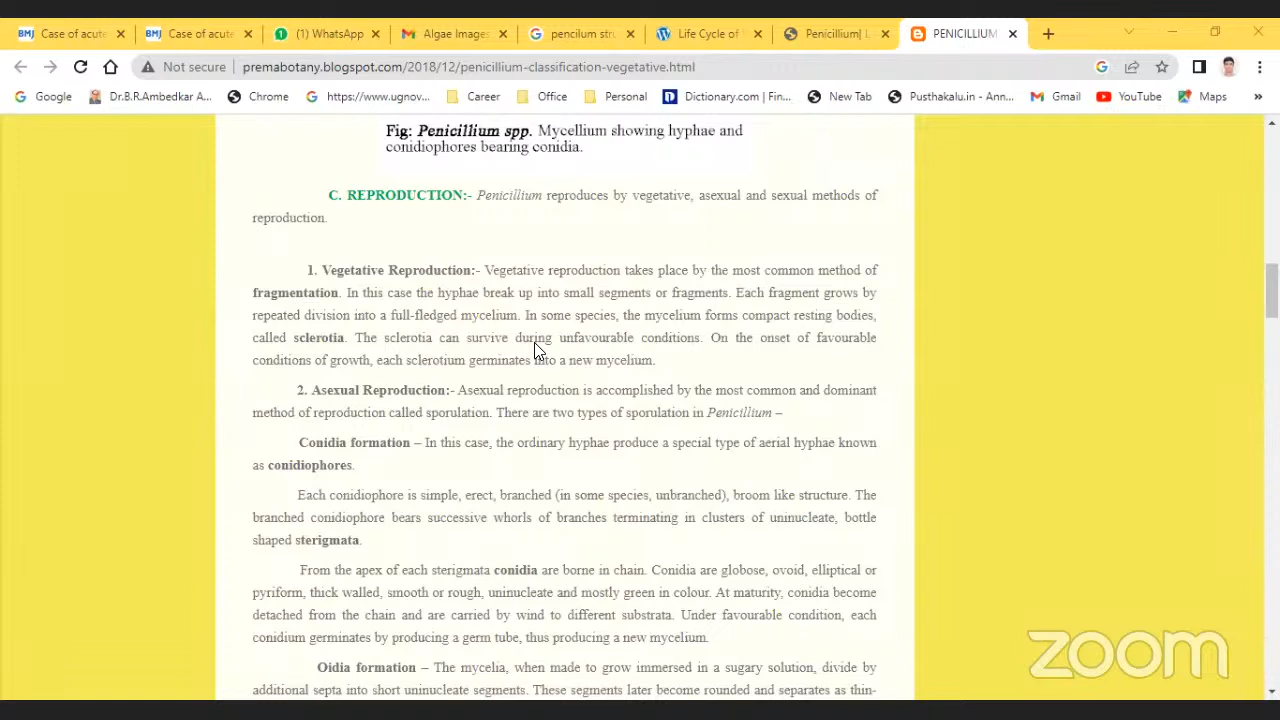 BMJ Case of acute
BMJ Case of acute
1 (1) WhatsApp
Algae Images
pencilum stru
Life Cycle of
Penicillium| L
PENICILLIUM
Not secure premabotany.blogspot.com/2018/12/penicillium-classification-vegetative.html
Google Dr.B.R.Ambedkar A... Chrome https://www.ugnov... Career Office Personal Dictionary.com | Fin... New Tab Pusthakalu.in - Ann... Gmail YouTube Maps »
Fig: Penicillium spp. Mycellium showing hyphae and
conidiophores bearing conidia.
C. REPRODUCTION:- Penicillium reproduces by vegetative, asexual and sexual methods of
reproduction.
1. Vegetative Reproduction:- Vegetative reproduction takes place by the most common method of
fragmentation. In this case the hyphae break up into small segments or fragments. Each fragment grows by
repeated division into a full-fledged mycelium. In some species, the mycelium forms compact resting bodies,
called sclerotia. The sclerotia can survive during unfavourable conditions. On the onset of favourable
conditions of growth, each sclerotium germinates into a new mycelium.
2. Asexual Reproduction:- Asexual reproduction is accomplished by the most common and dominant
method of reproduction called sporulation. There are two types of sporulation in Penicillium –
Conidia formation – In this case, the ordinary hyphae produce a special type of aerial hyphae known
as conidiophores.
Each conidiophore is simple, erect, branched (in some species, unbranched), broom like structure. The
branched conidiophore bears successive whorls of branches terminating in clusters of uninucleate, bottle
shaped sterigmata.
From the apex of each sterigmata conidia are borne in chain. Conidia are globose, ovoid, elliptical or
pyriform, thick walled, smooth or rough, uninucleate and mostly green in colour. At maturity, conidia become
detached from the chain and are carried by wind to different substrata. Under favourable condition, each
conidium germinates by producing a germ tube, thus producing a new mycelium.
Oidia formation – The mycelia, when made to grow immersed in a sugary solution, divide by
additional septa into short uninucleate segments. These segments later become rounded and separates as thin-
zoom